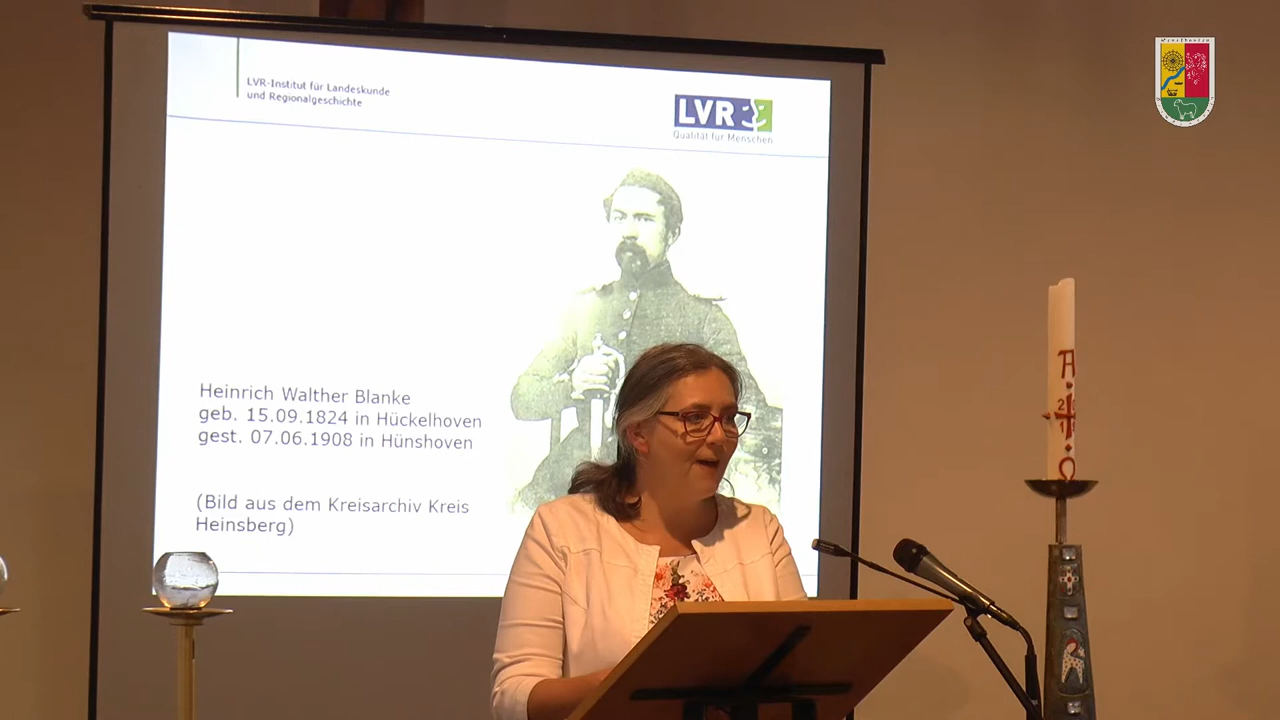 LVR-Institut für Landeskunde
und Regionalgeschichte
LVR
Qualität für Menschen
Heinrich Walther Blanke
geb. 15.09.1824 in Hückelhoven
gest. 07.06.1908 in Hünshoven
(Bild aus dem Kreisarchiv Kreis
Heinsberg)
Α
Ω